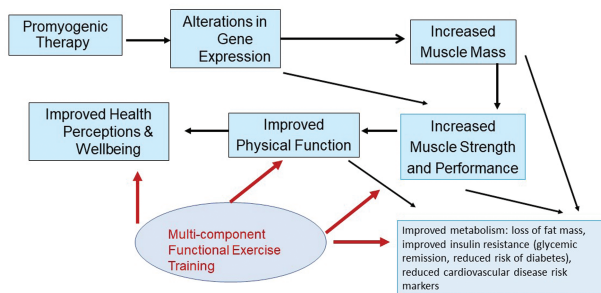 Promyogenic
Therapy
Alterations in
Gene
Expression
Increased
Muscle Mass
Improved Health
Perceptions &
Wellbeing
Improved
Physical Function
Increased
Muscle Strength
and Performance
Multi-component
Functional Exercise
Training
Improved metabolism: loss of fat mass,
improved insulin resistance (glycemic
remission, reduced risk of diabetes),
reduced cardiovascular disease risk
markers